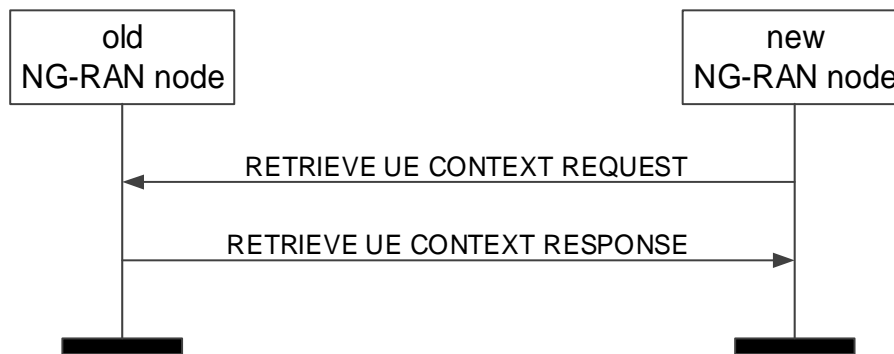 old
NG-RAN node
new
NG-RAN node
RETRIEVE UE CONTEXT REQUEST
RETRIEVE UE CONTEXT RESPONSE